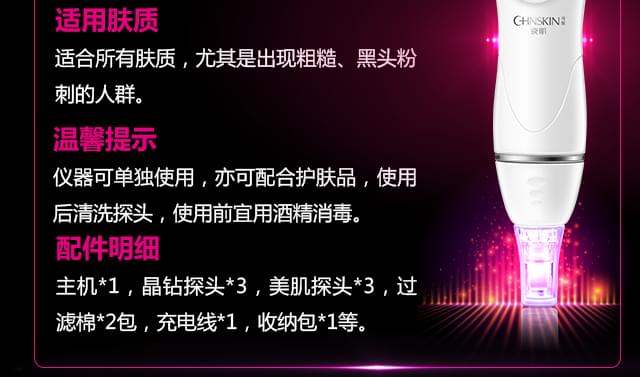 适用肤质
适合所有肤质，尤其是出现粗糙、黑头粉
刺的人群。
温馨提示
仪器可单独使用，亦可配合护肤品，使用
后清洗探头，使用前宜用酒精消毒。
配件明细
主机*1，晶钻探头*3，美肌探头*3，过
滤棉*2包，充电线*1，收纳包*1等。
CHNSKIN
瓷肌